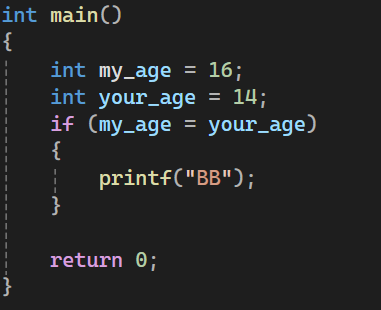 int main()
{
int my_age = 16;
int your_age = 14;
if (my_age = your_age)
{
printf("BB");
}
return 0;
}